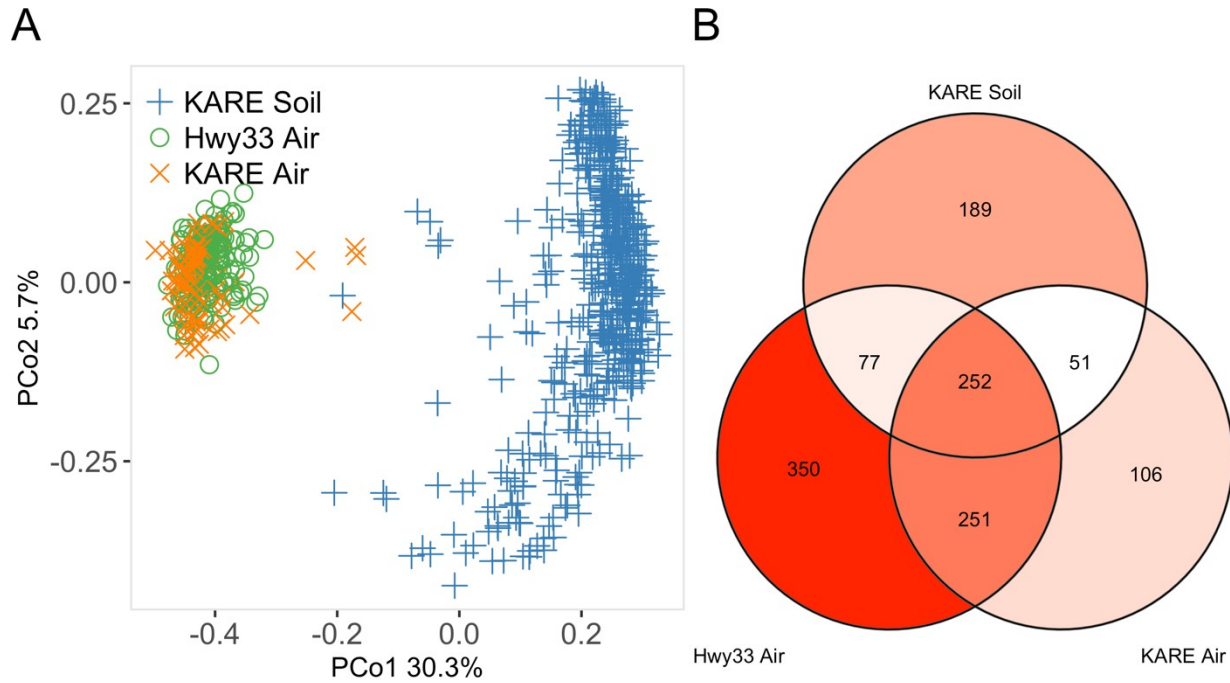 A
B
0.25
0.00
-0.25
PCo2 5.7%
KARE Soil
Hwy33 Air
KARE Air
-0.4
-0.2
0.0
0.2
PCo1 30.3%
KARE Soil
189
77
252
51
350
251
106
Hwy33 Air
KARE Air